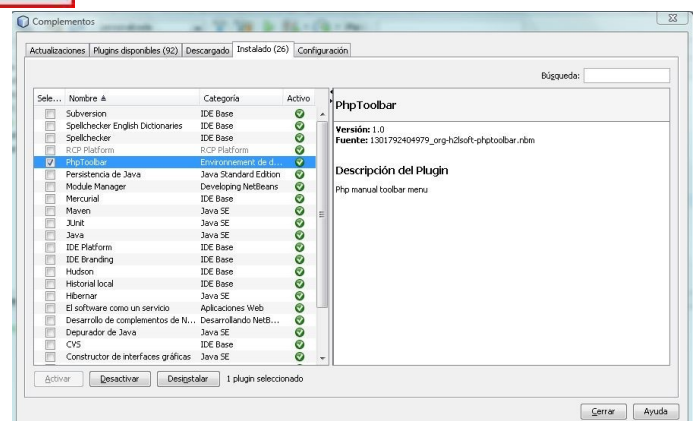 Complementos
Actualizaciones Plugins disponibles (92) Descargado Instalado (26) Configuración
Búsqueda:
Sele... Nombre Categoría Activo
Subversion IDE Base
Spellchecker English Dictionaries IDE Base
Spellchecker IDE Base
RCP Platform RCP Platform
PhpToolbar Environnement de d...
Persistencia de Java Java Standard Edition
Module Manager Developing NetBeans
Mercurial IDE Base
Maven Java SE
JUnit Java SE
Java Java SE
IDE Platform IDE Base
IDE Branding IDE Base
Hudson IDE Base
Historial local IDE Base
Hibernar Java SE
El software como un servicio Aplicaciones Web
Desarrollo de complementos de N... Desarrollando NetB...
Depurador de Java Java SE
CVS IDE Base
Constructor de interfaces gráficas Java SE
PhpToolbar
Versión: 1.0
Fuente: 1301792404979_org-h2lsoft-phptoolbar.nbm
Descripción del Plugin
Php manual toolbar menu
Activar Desactivar Desinstalar 1 plugin seleccionado
Cerrar Ayuda